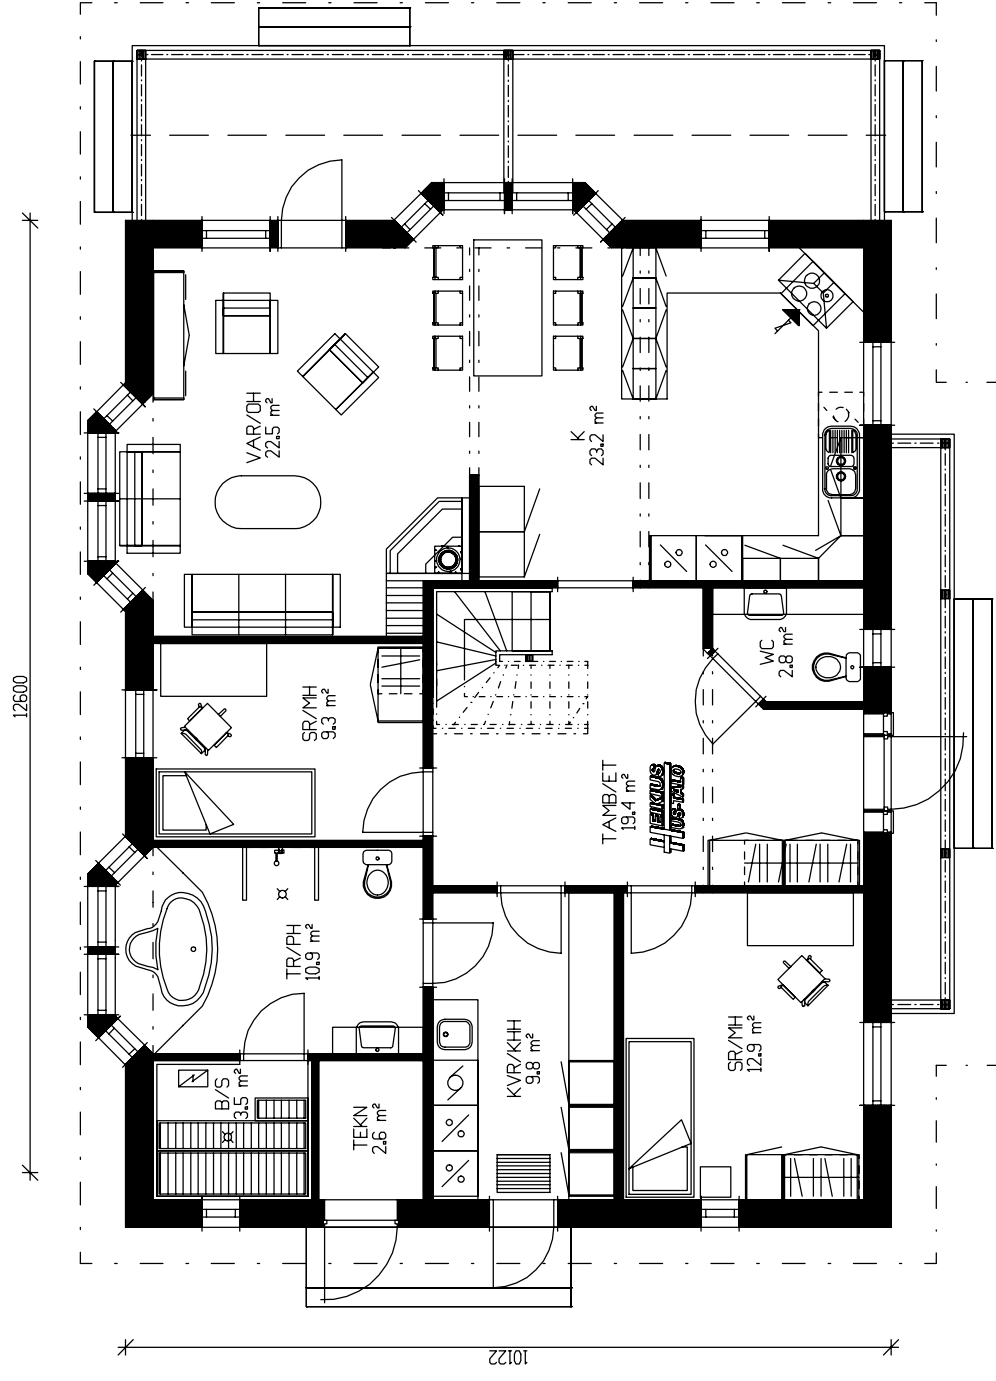 VAR/OH
22.5 m²
K
23.2 m²
SR/MH
9.3 m²
WC
2.8 m²
TAMB/ET
19.4 m²
HEIKIUS
HUS-TALO
TR/PH
10.9 m²
B/S
3.5 m²
TEKN
2.6 m²
KVR/KHH
9.8 m²
SR/MH
12.9 m²
12600
10122